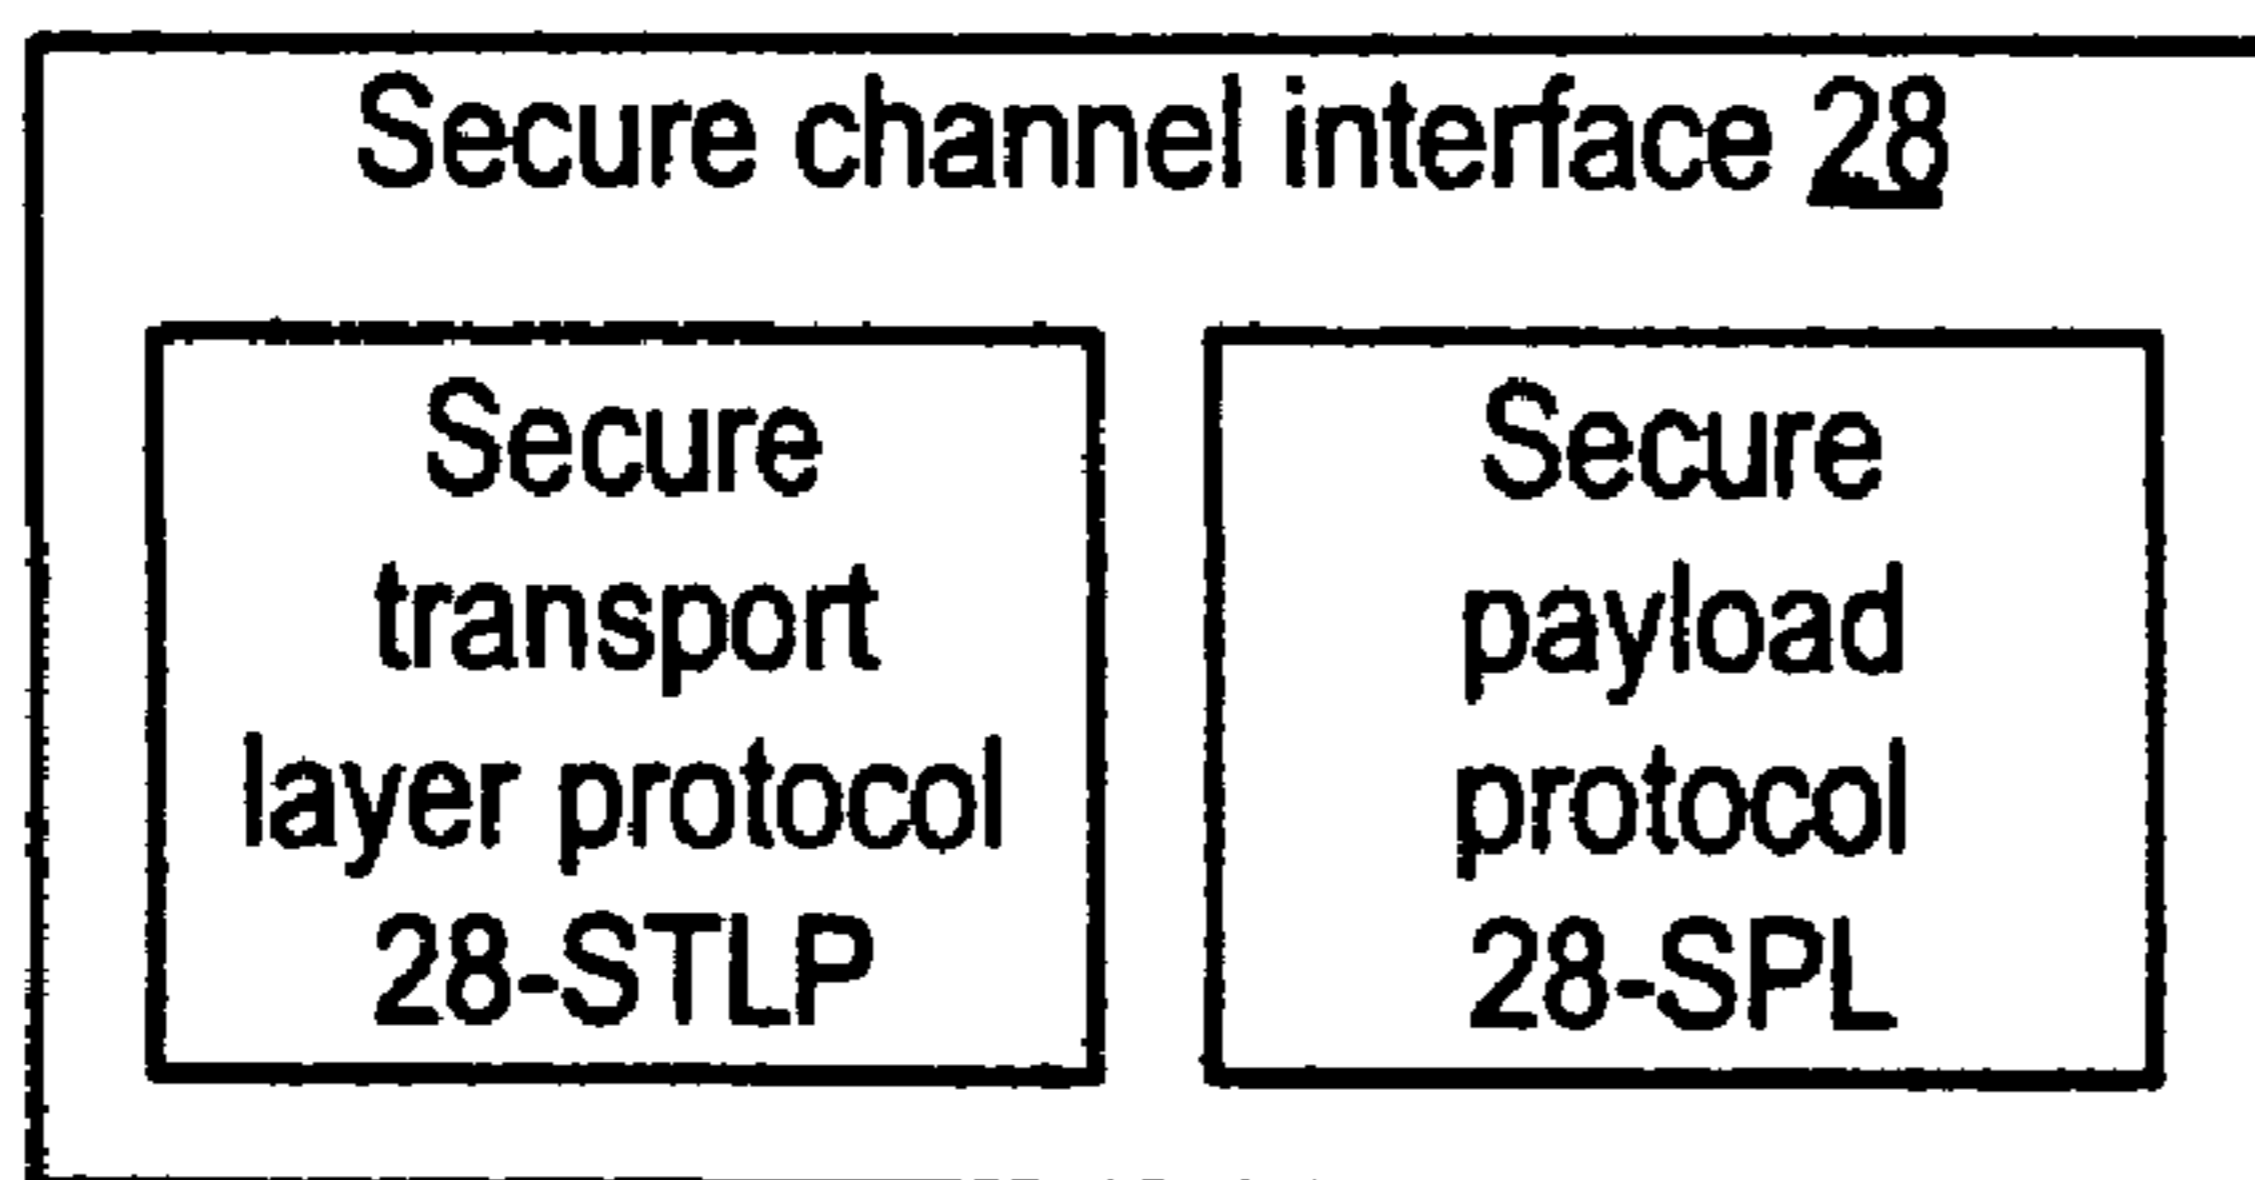 Secure channel interface 28
Secure
transport
layer protocol
28-STLP
Secure
payload
protocol
28-SPL